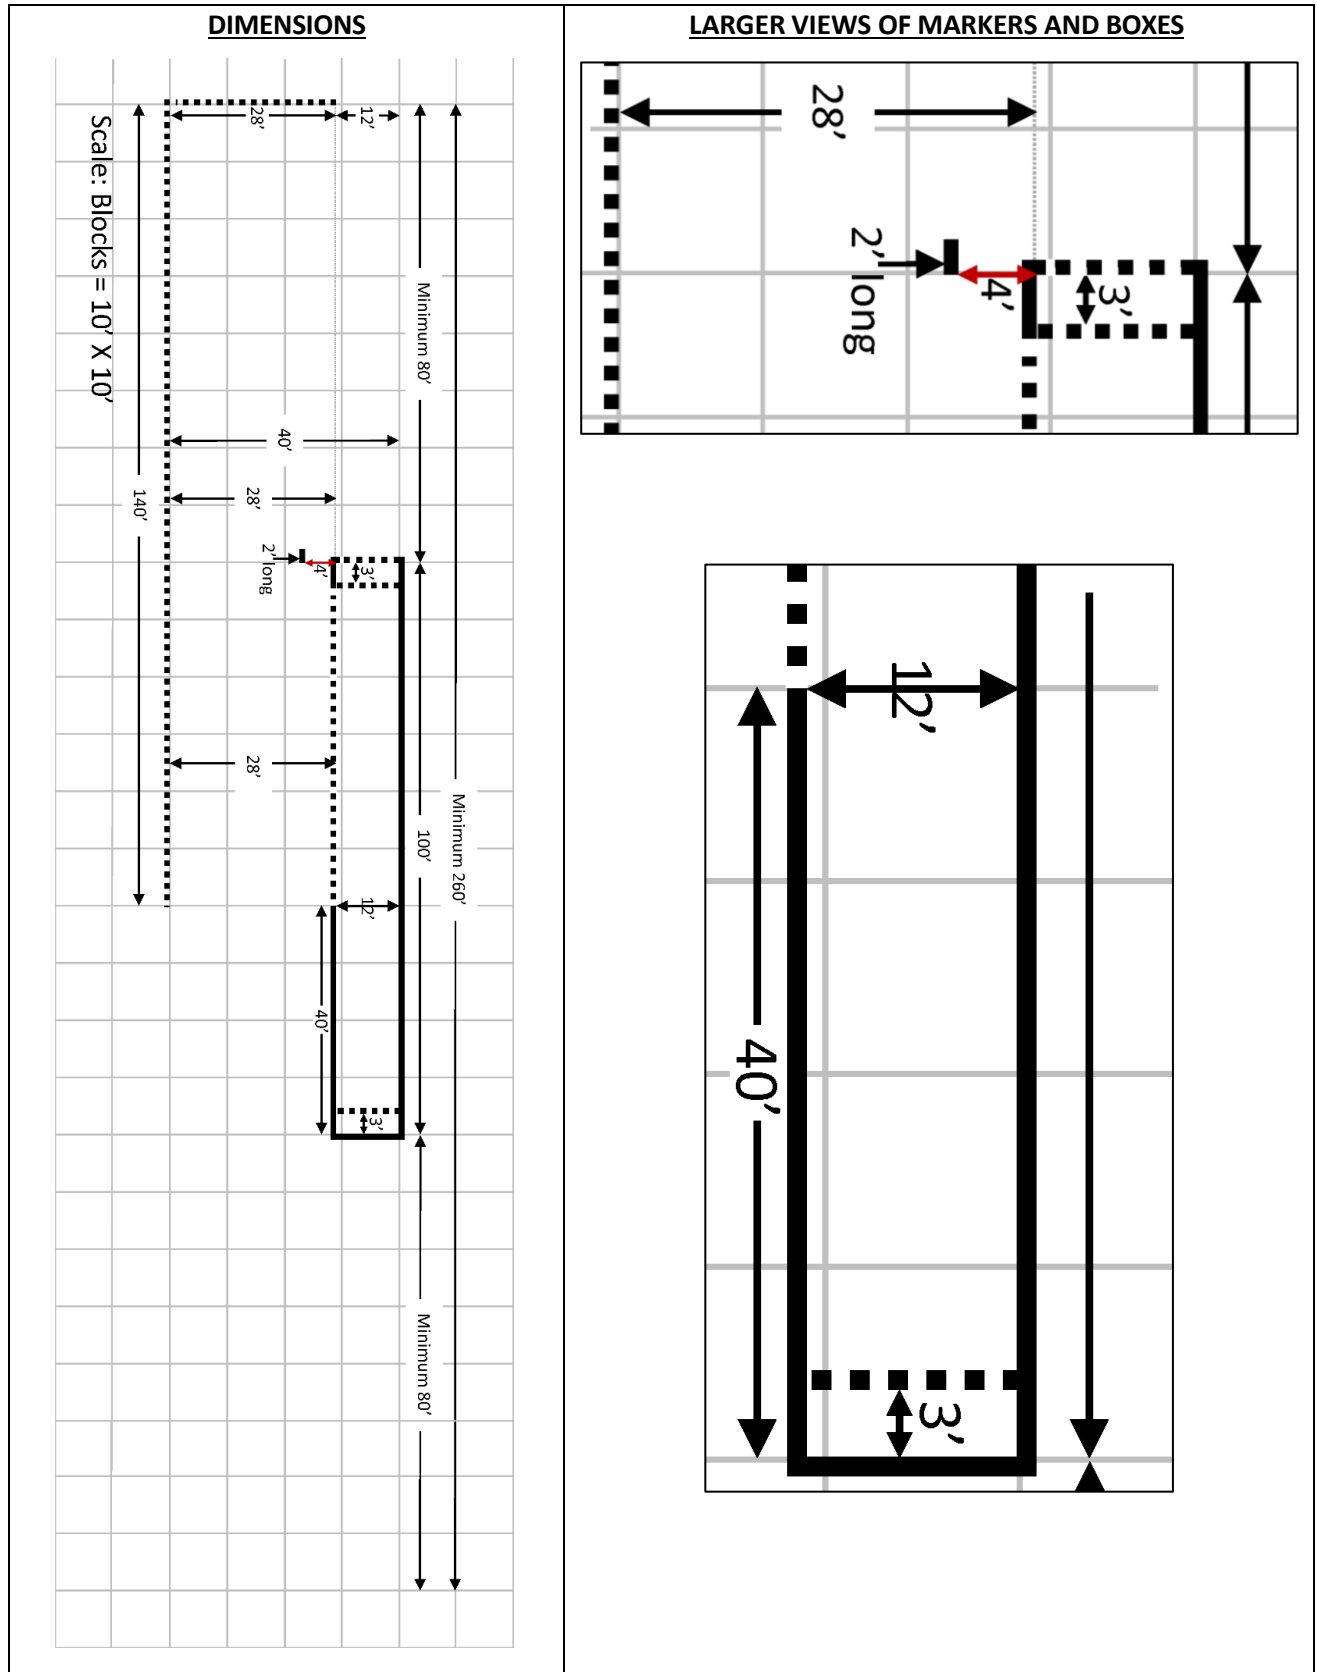 DIMENSIONS
28’
12’
Scale: Blocks = 10’ X 10’
Minimum 80’
40’
140’
28’
2’ long
4’
3’
28’
Minimum 260’
100’
12’
40’
3’
Minimum 80’
LARGER VIEWS OF MARKERS AND BOXES
28’
2’ long
4’
3’
12’
40’
3’